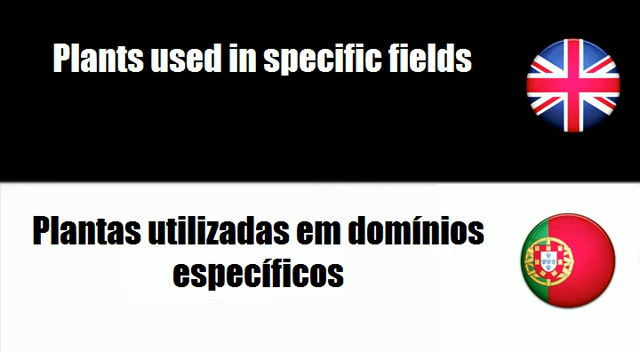 Plants used in specific fields
Plantas utilizadas em domínios
específicos